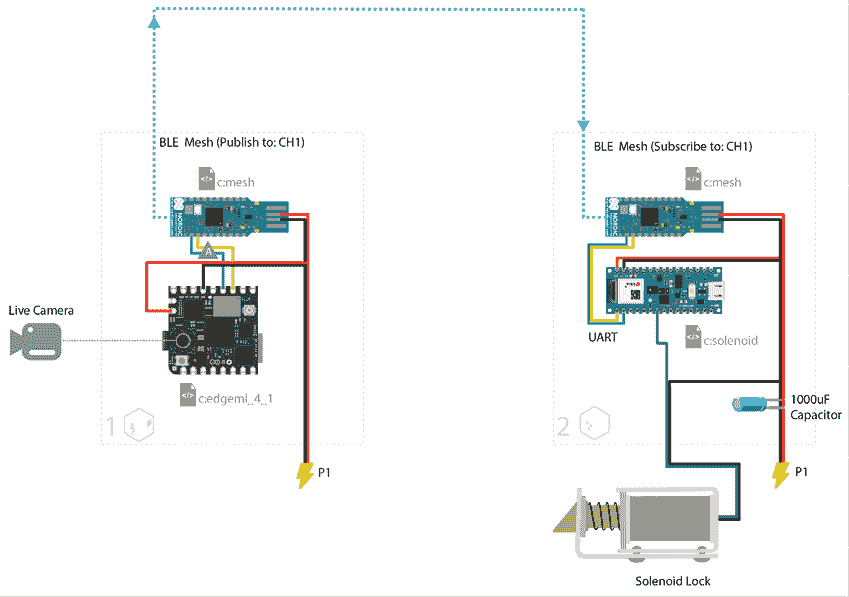 BLE Mesh (Publish to: CH1)
BLE Mesh (Subscribe to: CH1)
c:mesh
c:mesh
Live Camera
UART
c:solenoid
c:edgeml_4_1
1000uF
Capacitor
1
2
P1
P1
Solenoid Lock